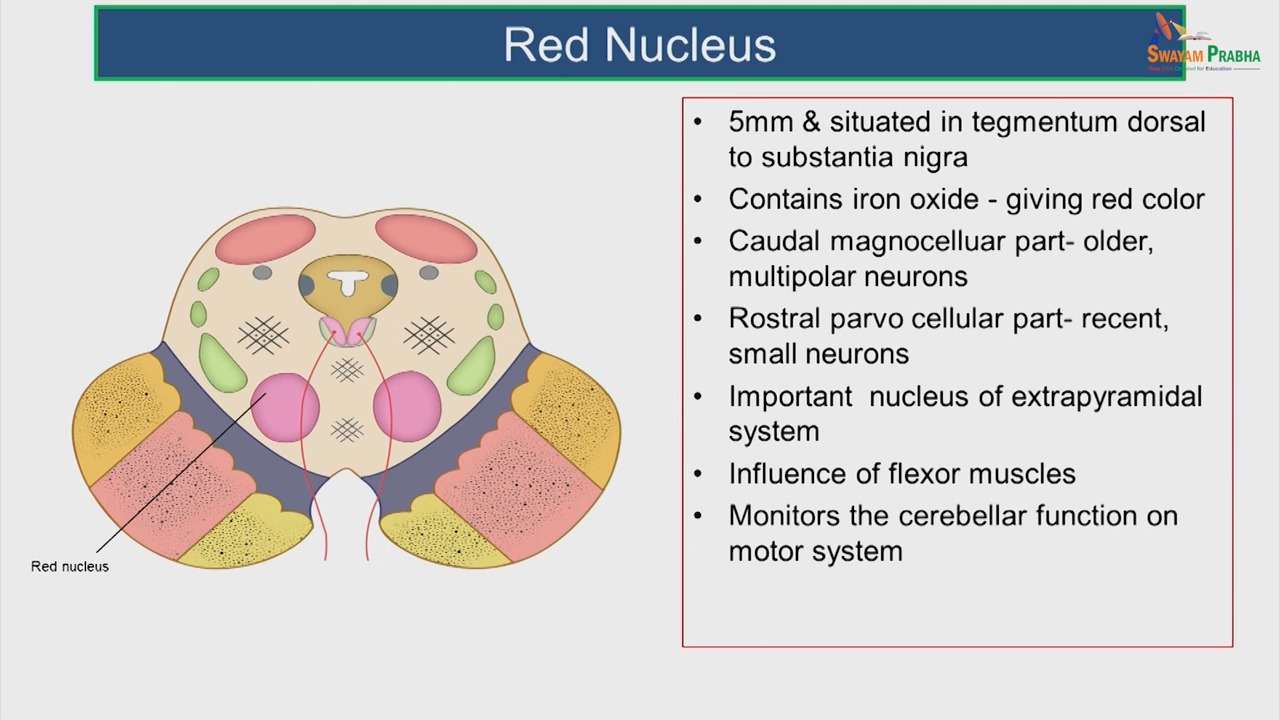 Red Nucleus
SWAYAM PRABHA
for Education
• 5mm & situated in tegmentum dorsal
to substantia nigra
• Contains iron oxide - giving red color
• Caudal magnocelluar part- older,
multipolar neurons
• Rostral parvo cellular part- recent,
small neurons
• Important nucleus of extrapyramidal
system
• Influence of flexor muscles
• Monitors the cerebellar function on
motor system
Red nucleus